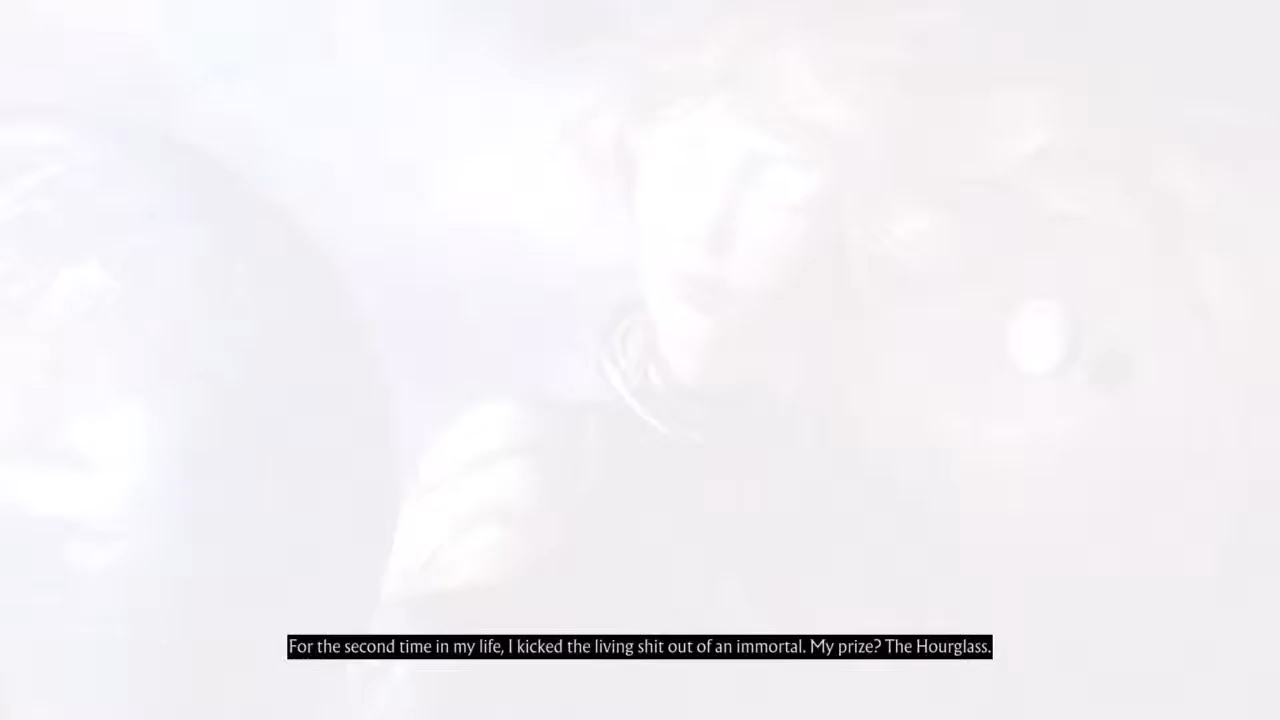 For the second time in my life, I kicked the living shit out of an immortal. My prize? The Hourglass.